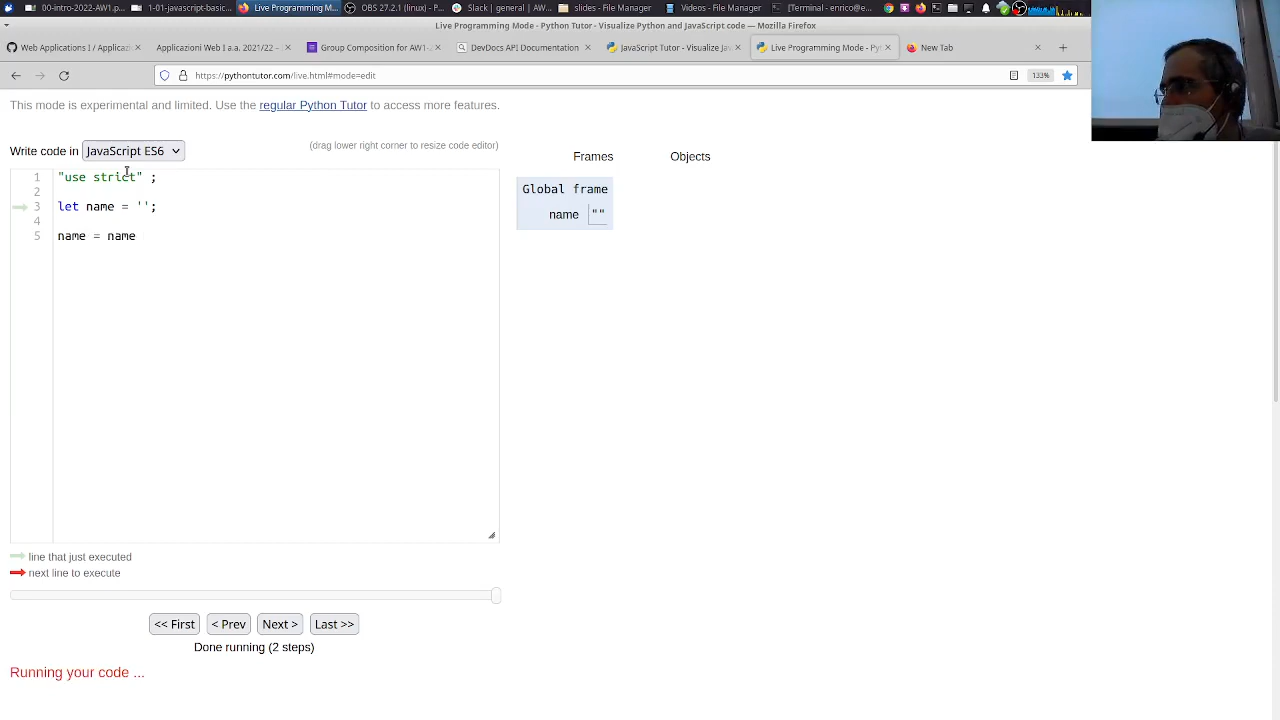 00-intro-2022-AW1.p...
1-01-javascript-basic...
Live Programming Mo...
OBS 27.2.1 (linux) - P...
Slack | general | AW...
slides - File Manager
Videos - File Manager
[Terminal - enrico@...
Live Programming Mode - Python Tutor - Visualize Python and JavaScript code — Mozilla Firefox
Web Applications I / Applicazi
Applicazioni Web I a.a. 2021/22 –
Group Composition for AW1-
DevDocs API Documentation
JavaScript Tutor - Visualize Ja
Live Programming Mode - Py
New Tab
https://pythontutor.com/live.html#mode=edit
133%
This mode is experimental and limited. Use the regular Python Tutor to access more features.
Write code in JavaScript ES6
(drag lower right corner to resize code editor)
Frames
Objects
1 "use strict" ;
2
3 let name = '';
4
5 name = name
Global frame
name ""
line that just executed
next line to execute
<< First
< Prev
Next >
Last >>
Done running (2 steps)
Running your code ...